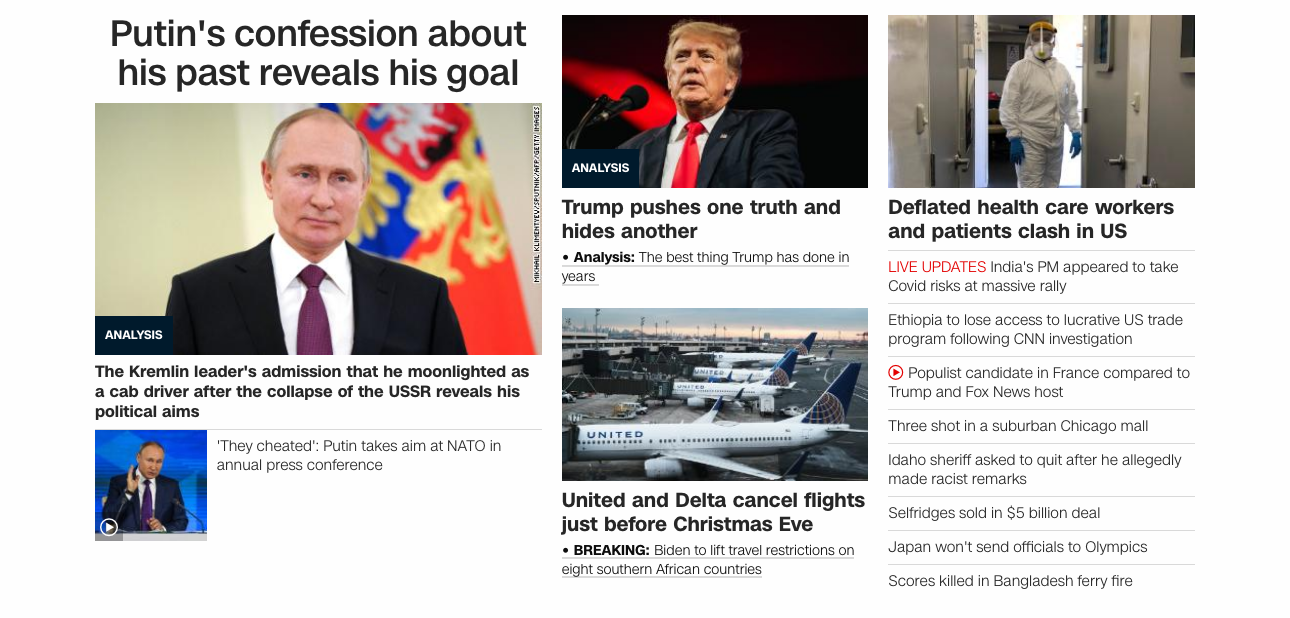 Putin's confession about
his past reveals his goal
MIKHAIL KLIMENTYEV/SPUTNIK/AFP/GETTY IMAGES
ANALYSIS
The Kremlin leader's admission that he moonlighted as
a cab driver after the collapse of the USSR reveals his
political aims
'They cheated': Putin takes aim at NATO in
annual press conference
ANALYSIS
Trump pushes one truth and
hides another
• Analysis: The best thing Trump has done in
years
UNITED
UNITED
UNITED
United and Delta cancel flights
just before Christmas Eve
• BREAKING: Biden to lift travel restrictions on
eight southern African countries
Deflated health care workers
and patients clash in US
LIVE UPDATES India's PM appeared to take
Covid risks at massive rally
Ethiopia to lose access to lucrative US trade
program following CNN investigation
Populist candidate in France compared to
Trump and Fox News host
Three shot in a suburban Chicago mall
Idaho sheriff asked to quit after he allegedly
made racist remarks
Selfridges sold in $5 billion deal
Japan won't send officials to Olympics
Scores killed in Bangladesh ferry fire